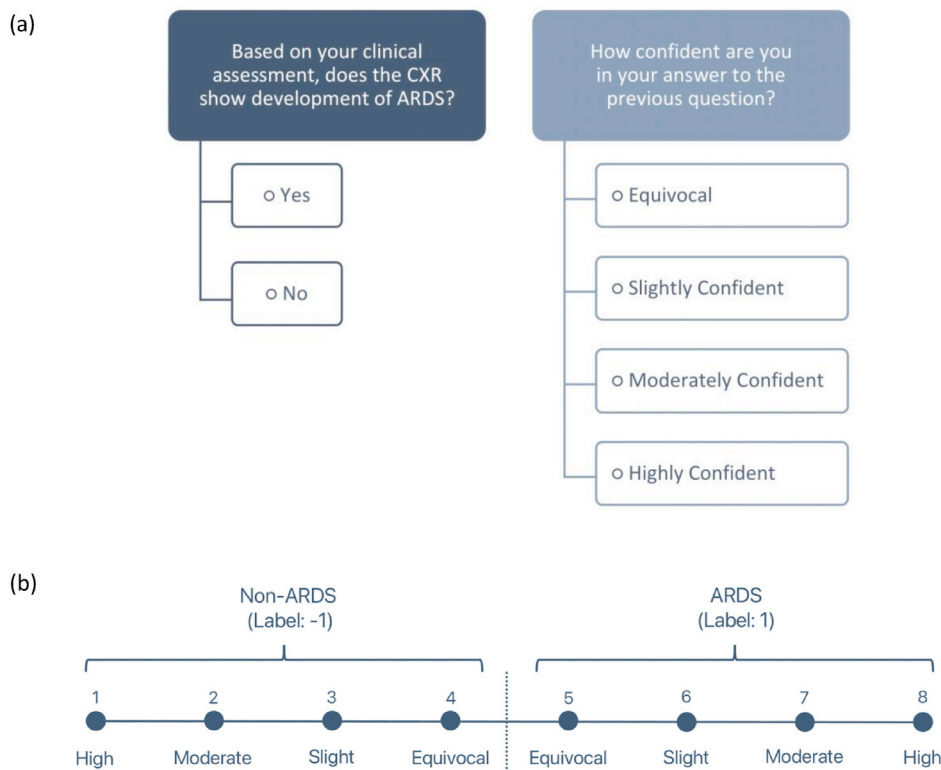 (a)
Based on your clinical
assessment, does the CXR
show development of ARDS?
Yes
No
How confident are you
in your answer to the
previous question?
Equivocal
Slightly Confident
Moderately Confident
Highly Confident
(b)
Non-ARDS
(Label: -1)
ARDS
(Label: 1)
1 2 3 4 5 6 7 8
High Moderate Slight Equivocal Equivocal Slight Moderate High